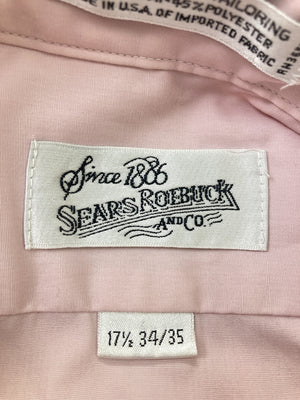 TAILORING
45% POLYESTER
IN U.S.A. OF IMPORTED FABRIC
Since 1886
SEARS, ROEBUCK
AND CO.
17½ 34/35